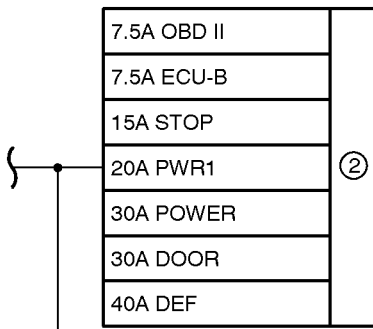 7.5A OBD II
7.5A ECU-B
15A STOP
20A PWR1
②
30A POWER
30A DOOR
40A DEF